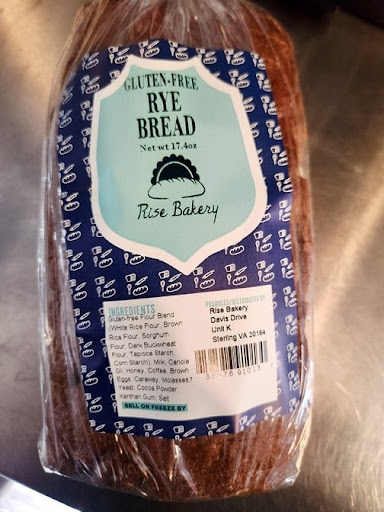 GLUTEN-FREE
RYE
BREAD
Net wt 17.4oz
Rise Bakery
INGREDIENTS
Gluten-free Flour Blend
(White Rice Flour, Brown
Rice Flour, Sorghum
Flour, Dark Buckwheat
Flour, Tapioca Starch,
Corn Starch), Milk, Canola
Oil, Honey, Coffee, Brown
Eggs, Caraway, Molasses,
Yeast, Cocoa Powder,
Xanthan Gum, Salt
SELL OR FREEZE BY
PRODUCED/DISTRIBUTED BY
Rise Bakery
Davis Drive
Unit K
Sterling VA 20164